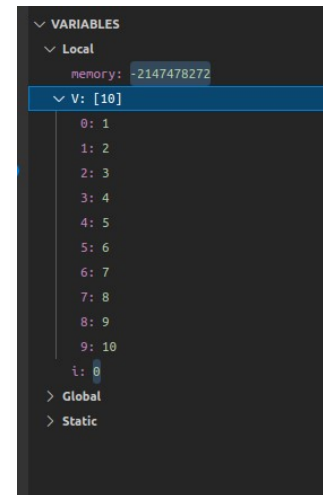 VARIABLES
Local
memory: -2147478272
V: [10]
0: 1
1: 2
2: 3
3: 4
4: 5
5: 6
6: 7
7: 8
8: 9
9: 10
i: 0
Global
Static